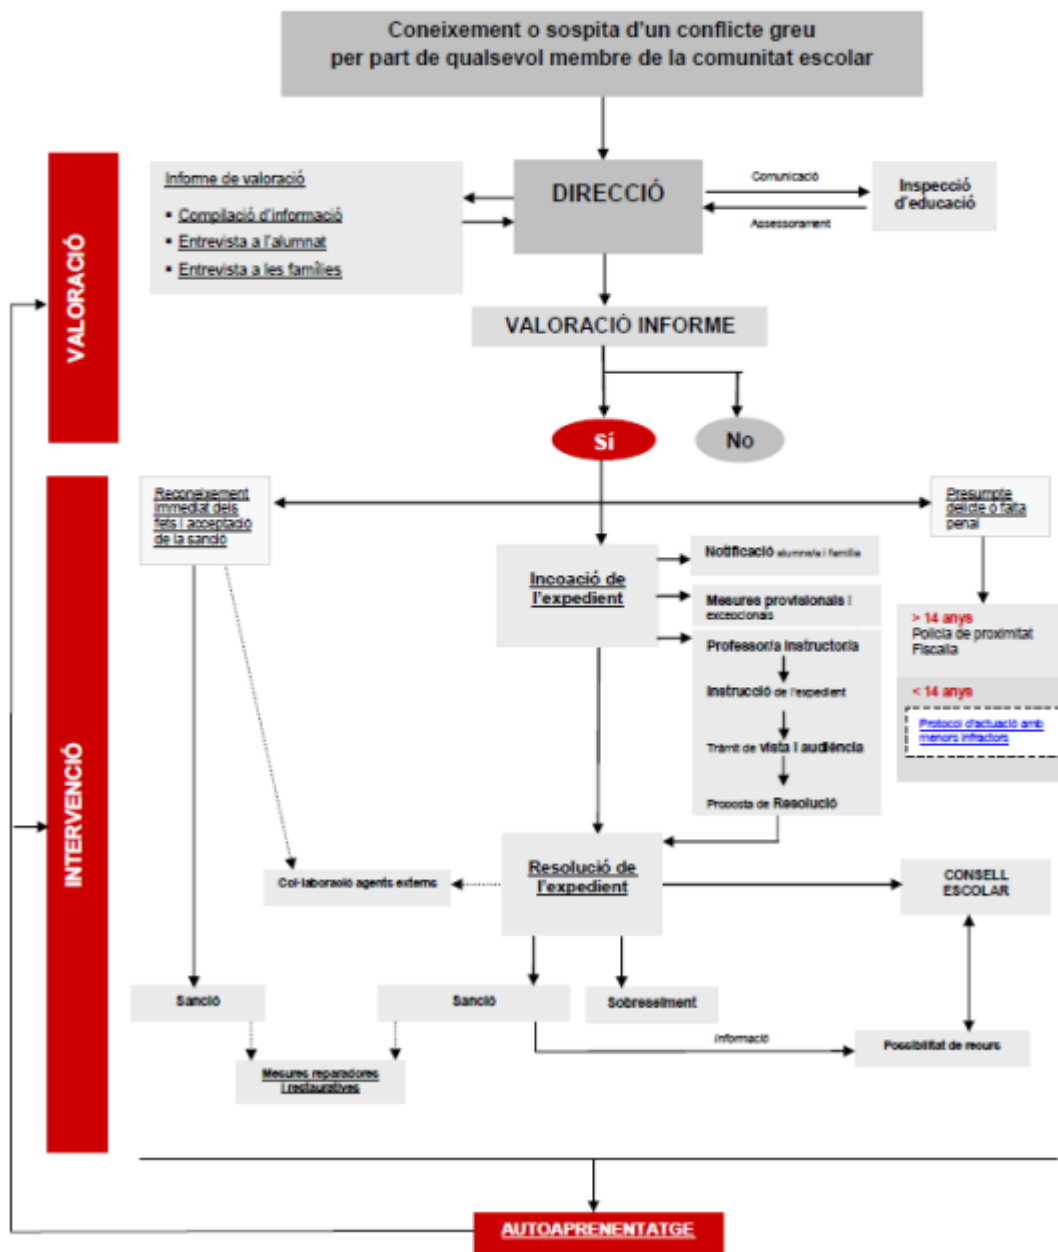 Coneixement o sospita d'un conflicte greu
per part de qualsevol membre de la comunitat escolar
VALORACIÓ
Informe de valoració
▪ Compilació d'informació
▪ Entrevista a l'alumnat
▪ Entrevista a les famílies
DIRECCIÓ
Comunicació
Assessorament
Inspecció
d'educació
VALORACIÓ INFORME
Sí
No
INTERVENCIÓ
Reconeixement
immediat dels
fets i acceptació
de la sanció
Presumpte
delicte o falta
penal
Incoació de
l'expedient
Notificació alumne/a i família
Mesures provisionals i
excepcionals
Professor/a instructor/a
Instrucció de l'expedient
Tràmit de vista i audiència
Proposta de Resolució
> 14 anys
Policia de proximitat
Fiscalia
< 14 anys
Protocol d'actuació amb
menors infractors
Resolució de
l'expedient
Col·laboració agents externs
CONSELL
ESCOLAR
Sanció
Sanció
Sobreseïment
Informació
Possibilitat de recurs
Mesures reparadores
i restauratives
AUTOAPRENENTATGE